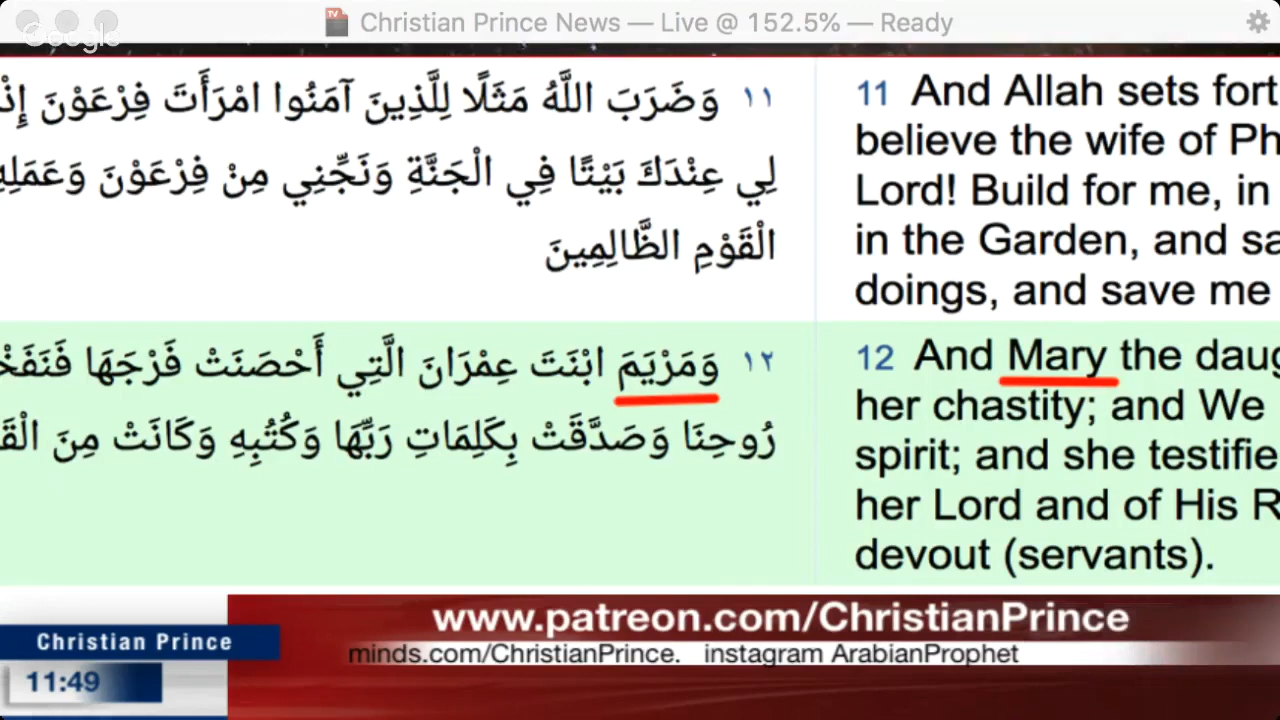 Christian Prince News — Live @ 152.5% — Ready
Google
١١ وَضَرَبَ اللَّهُ مَثَلًا لِلَّذِينَ آمَنُوا امْرَأَتَ فِرْعَوْنَ إِذْ
لِي عِنْدَكَ بَيْتًا فِي الْجَنَّةِ وَنَجِّنِي مِنْ فِرْعَوْنَ وَعَمَلِهِ
الْقَوْمِ الظَّالِمِينَ
11 And Allah sets fort
believe the wife of Ph
Lord! Build for me, in
in the Garden, and sa
doings, and save me
١٢ وَمَرْيَمَ ابْنَتَ عِمْرَانَ الَّتِي أَحْصَنَتْ فَرْجَهَا فَنَفَخْ
رُوحِنَا وَصَدَّقَتْ بِكَلِمَاتِ رَبِّهَا وَكُتُبِهِ وَكَانَتْ مِنَ الْقَ
12 And Mary the daug
her chastity; and We
spirit; and she testifie
her Lord and of His R
devout (servants).
www.patreon.com/ChristianPrince
Christian Prince
minds.com/ChristianPrince. instagram ArabianProphet
11:49